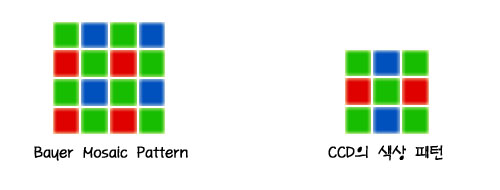 Bayer Mosaic Pattern
CCD의 색상 패턴